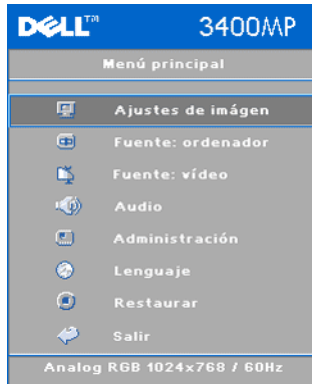 DELL™ 3400MP
Menú principal
Ajustes de imágen
Fuente: ordenador
Fuente: vídeo
Audio
Administración
Lenguaje
Restaurar
Salir
Analog RGB 1024x768 / 60Hz